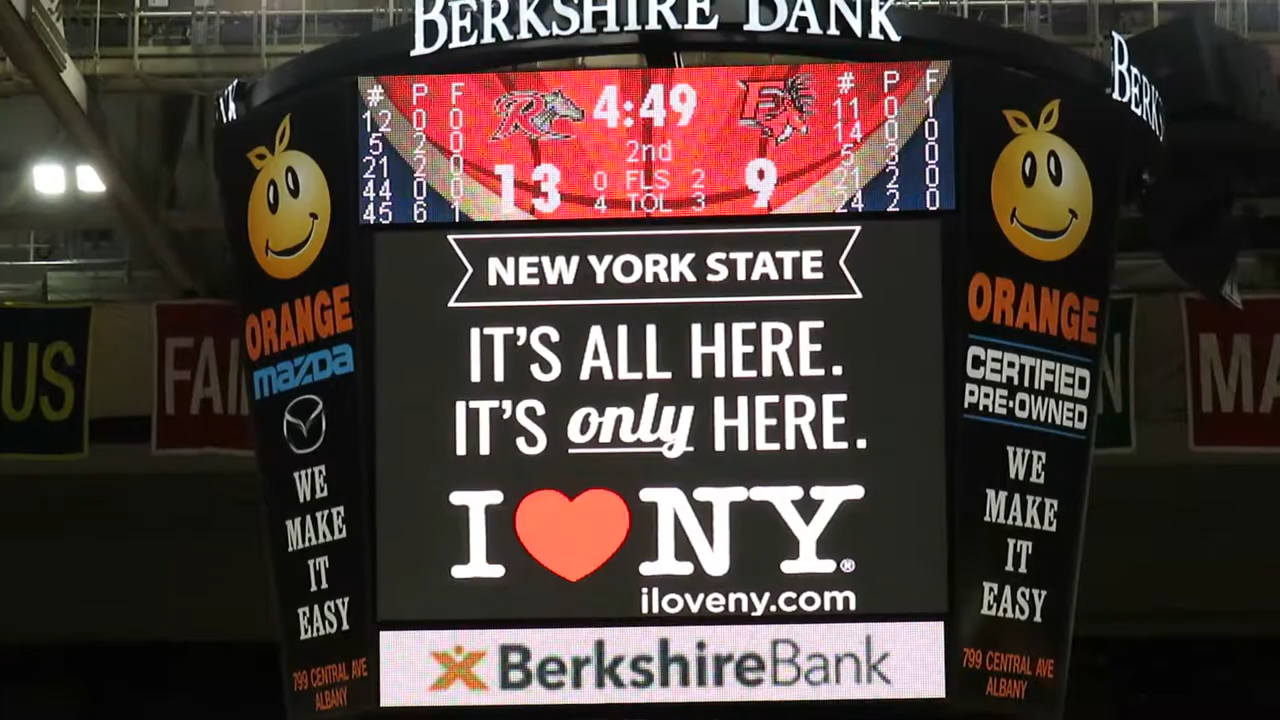 BERKSHIRE BANK
# P F
12 0 0
5 2 0
21 2 0
44 0 0
45 6 1
R
4:49
2nd
13 0 FLS 2 9
4 TOL 3
F
# P F
11 0 1
14 0 0
5 3 0
21 2 0
24 2 0
NEW YORK STATE
IT'S ALL HERE.
IT'S only HERE.
I ❤ NY®
iloveny.com
BerkshireBank
ORANGE
mazda
WE
MAKE
IT
EASY
799 CENTRAL AVE
ALBANY
ORANGE
CERTIFIED
PRE-OWNED
WE
MAKE
IT
EASY
799 CENTRAL AVE
ALBANY
US
FAI
N
MA
BERKS